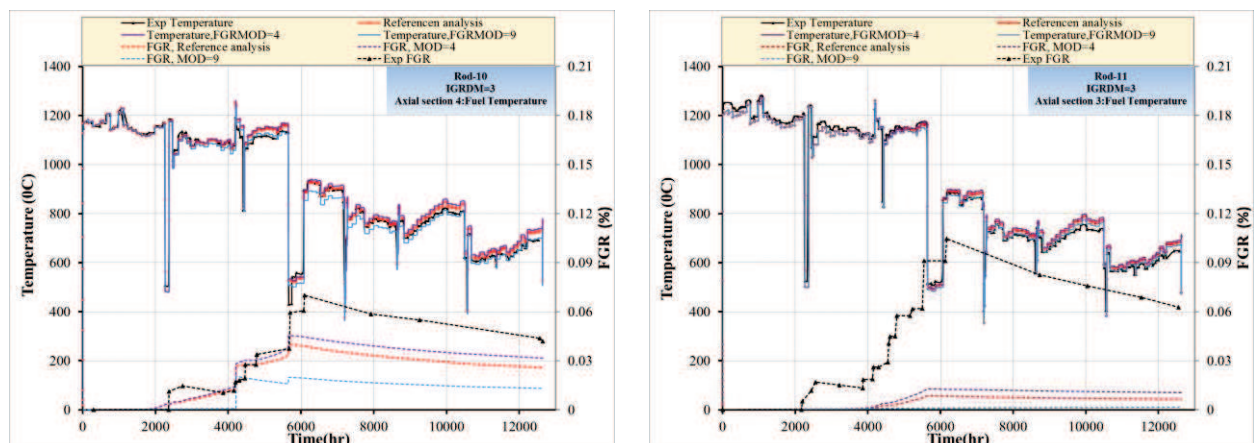 Exp Temperature Referencen analysis
Temperature,FGRMOD=4 Temperature,FGRMOD=9
FGR, Reference analysis FGR, MOD=4
FGR, MOD=9 Exp FGR
Rod-10
IGRDM=3
Axial section 4:Fuel Temperature
1400 0.21
1200 0.18
1000 0.15
800 0.12
600 0.09
400 0.06
200 0.03
0 0
Temperature (0C)
FGR (%)
0 2000 4000 6000 8000 10000 12000
Time(hr)
Exp Temperature Referencen analysis
Temperature,FGRMOD=4 Temperature,FGRMOD=9
FGR, Reference analysis FGR, MOD=4
FGR, MOD=9 Exp FGR
Rod-11
IGRDM=3
Axial section 3:Fuel Temperature
1400 0.21
1200 0.18
1000 0.15
800 0.12
600 0.09
400 0.06
200 0.03
0 0
Temperature (0C)
FGR (%)
0 2000 4000 6000 8000 10000 12000
Time(hr)